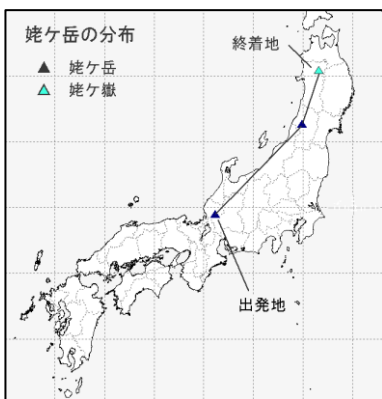 姥ケ岳の分布
▲ 姥ケ岳
▲ 姥ケ嶽
終着地
出発地